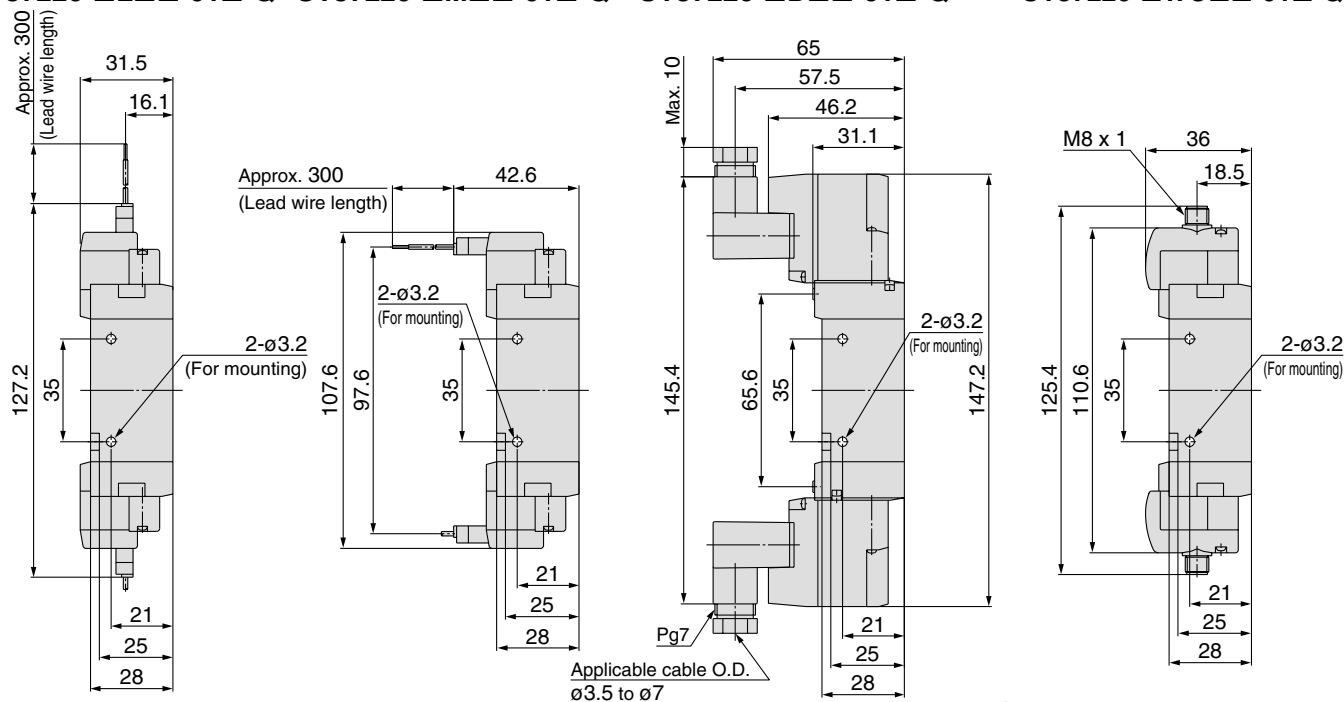 Approx. 300
(Lead wire length)
31.5
16.1
127.2
35
2-ø3.2
(For mounting)
21
25
28
Approx. 300
(Lead wire length)
42.6
2-ø3.2
(For mounting)
107.6
97.6
35
21
25
28
65
57.5
46.2
31.1
Max. 10
145.4
65.6
35
2-ø3.2
(For mounting)
147.2
21
25
28
Pg7
Applicable cable O.D.
ø3.5 to ø7
M8 x 1
36
18.5
125.4
110.6
35
2-ø3.2
(For mounting)
21
25
28